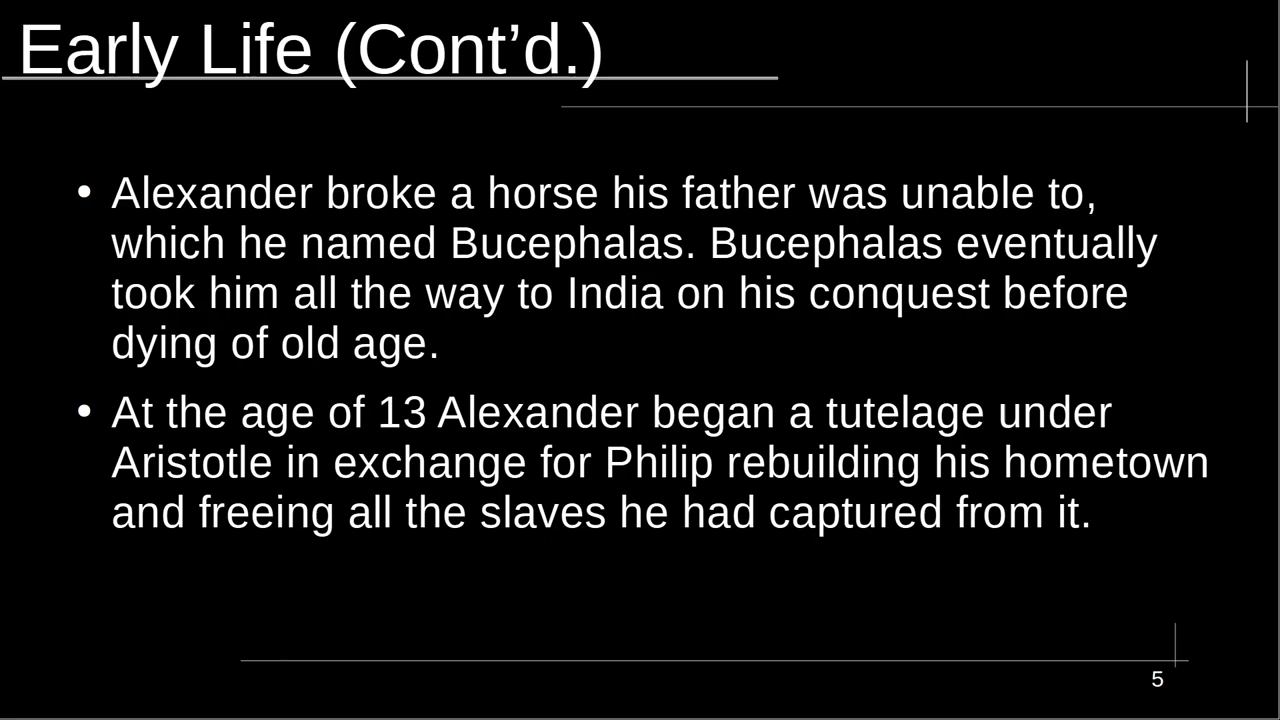 Early Life (Cont’d.)
• Alexander broke a horse his father was unable to,
which he named Bucephalas. Bucephalas eventually
took him all the way to India on his conquest before
dying of old age.
• At the age of 13 Alexander began a tutelage under
Aristotle in exchange for Philip rebuilding his hometown
and freeing all the slaves he had captured from it.
5